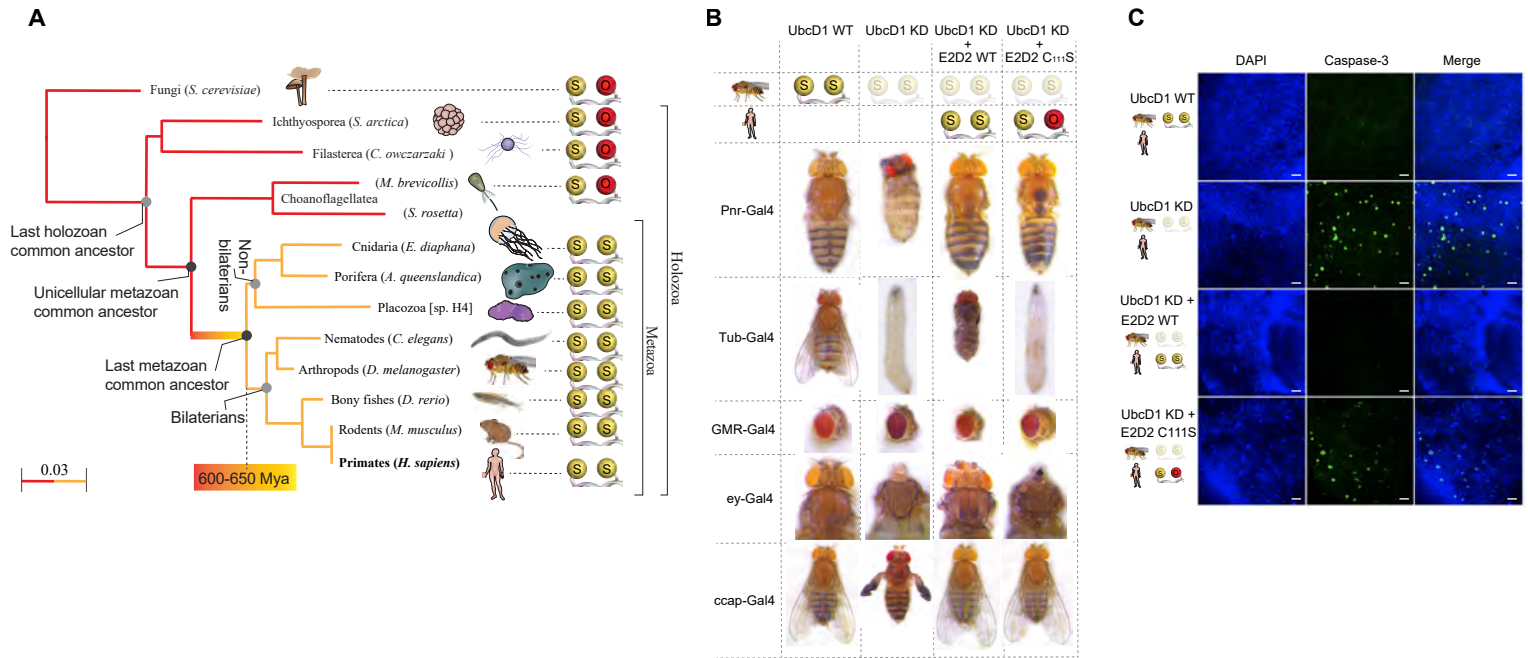 A
Fungi (S. cerevisiae)
S O
Ichthyosporea (S. arctica)
S O
Filasterea (C. owczarzaki )
S O
(M. brevicollis)
S O
Choanoflagellatea
(S. rosetta)
Last holozoan
common ancestor
Non-
bilaterians
Cnidaria (E. diaphana)
S S
Porifera (A. queenslandica)
S S
Unicellular metazoan
common ancestor
Placozoa [sp. H4]
S S
Nematodes (C. elegans)
S S
Last metazoan
common ancestor
Arthropods (D. melanogaster)
S S
Bilaterians
Bony fishes (D. rerio)
S S
Rodents (M. musculus)
S S
Primates (H. sapiens)
S S
0.03
600-650 Mya
Metazoa
Holozoa
B
UbcD1 WT
UbcD1 KD
UbcD1 KD
+
E2D2 WT
UbcD1 KD
+
E2D2 C111S
S S
S S
S S
S S
S S
S O
Pnr-Gal4
Tub-Gal4
GMR-Gal4
ey-Gal4
ccap-Gal4
C
DAPI
Caspase-3
Merge
UbcD1 WT
S S
UbcD1 KD
S S
UbcD1 KD +
E2D2 WT
S S
S S
UbcD1 KD +
E2D2 C111S
S S
S O